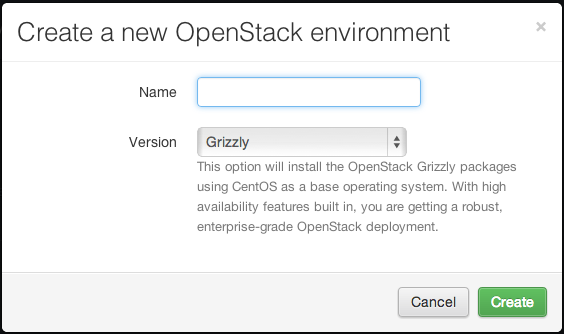 Create a new OpenStack environment
×
Name
Version
Grizzly
This option will install the OpenStack Grizzly packages
using CentOS as a base operating system. With high
availability features built in, you are getting a robust,
enterprise-grade OpenStack deployment.
Cancel
Create